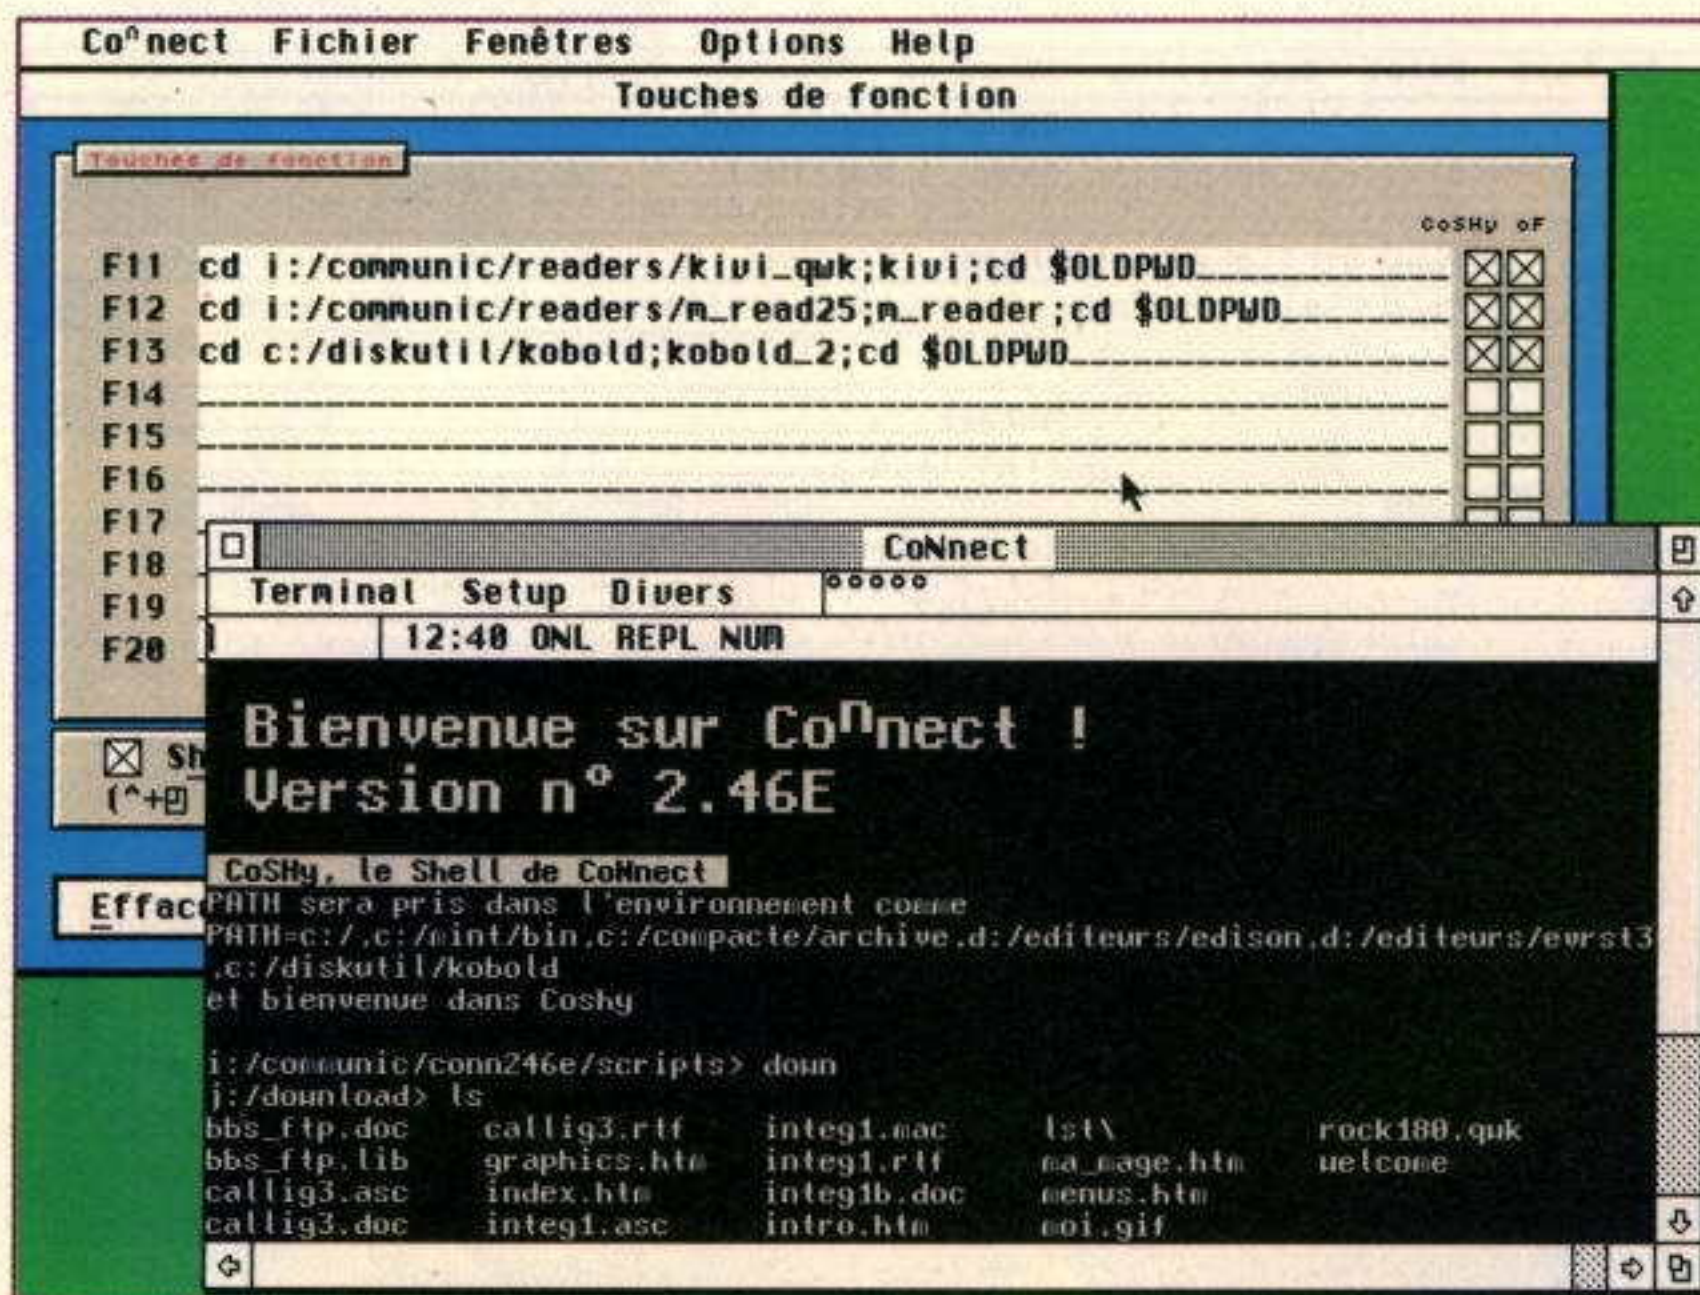 Co^nect Fichier Fenêtres Options Help
Touches de fonction
Touches de fonction
CoSHy oF
F11 cd i:/communic/readers/kivi_qwk;kivi;cd $OLDPWD
F12 cd i:/communic/readers/m_read25;m_reader;cd $OLDPWD
F13 cd c:/diskutil/kobold;kobold_2;cd $OLDPWD
F14
F15
F16
F17
F18
F19
F20
Sh
(^+
Effac
CoNnect
Terminal Setup Divers
12:40 ONL REPL NUM
Bienvenue sur Coⁿnect !
Version n° 2.46E
CoSHy, le Shell de CoNnect
PATH sera pris dans l'environnement comme
PATH=c:/,c:/mint/bin,c:/compacte/archive,d:/editeurs/edison,d:/editeurs/evrst3
,c:/diskutil/kobold
et bienvenue dans Coshy
i:/communic/conn246e/scripts> down
j:/download> ls
bbs_ftp.doc callig3.rtf integ1.mac lst\ rock180.qwk
bbs_ftp.lib graphics.htm integ1.rtf ma_mage.htm welcome
callig3.asc index.htm integ1b.doc menus.htm
callig3.doc integ1.asc intro.htm moi.gif